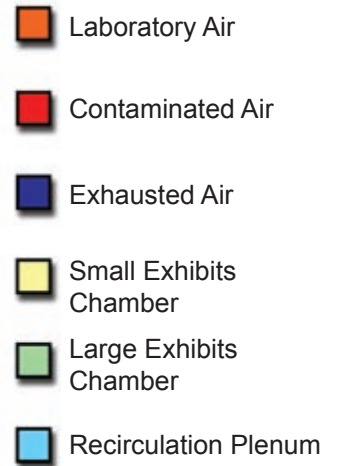 Laboratory Air
Contaminated Air
Exhausted Air
Small Exhibits
Chamber
Large Exhibits
Chamber
Recirculation Plenum